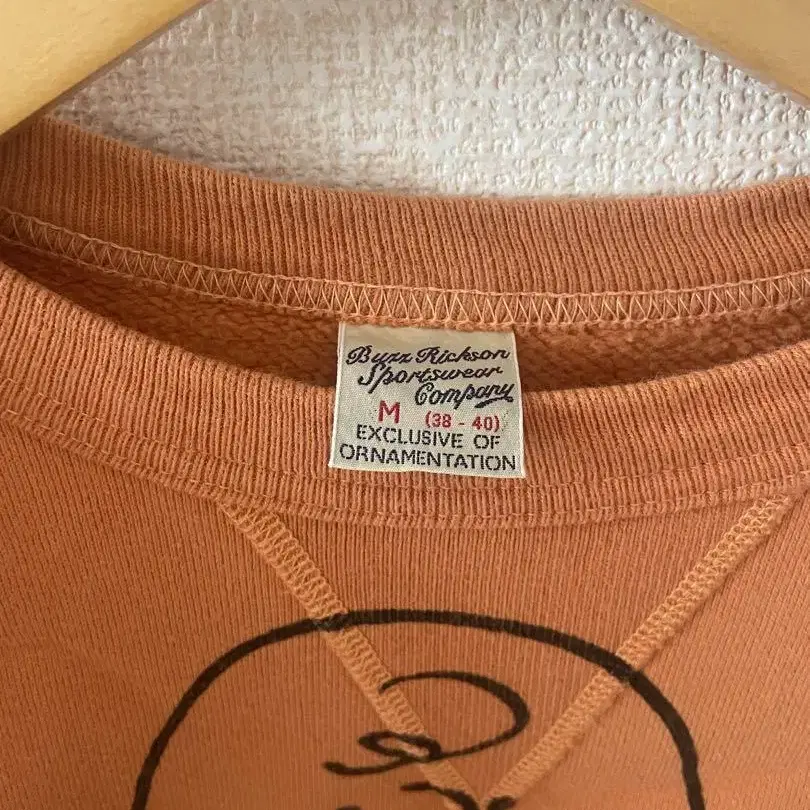 Buzz Rickson
Sportswear
Company
M (38 - 40)
EXCLUSIVE OF
ORNAMENTATION